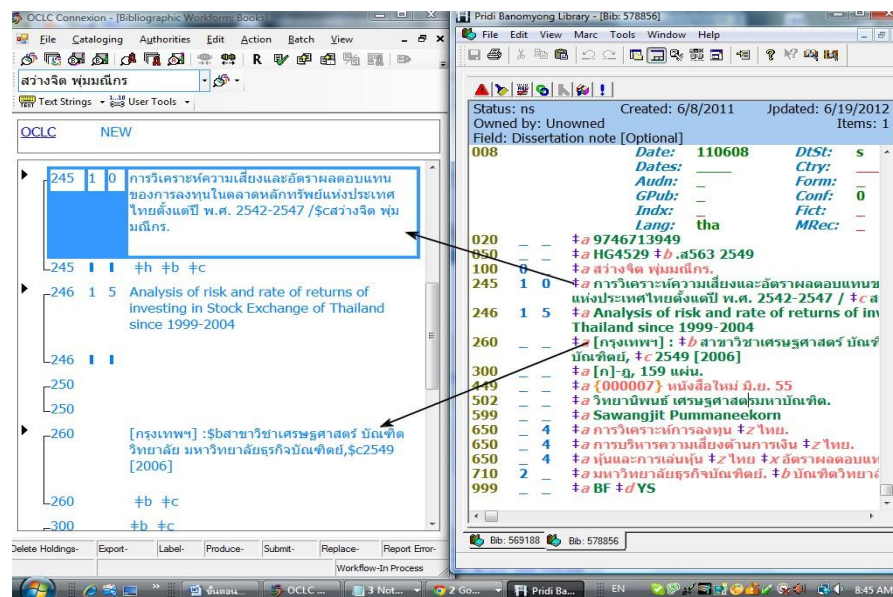 OCLC Connexion - [Bibliographic Workform: Books]
File Cataloging Authorities Edit Action Batch View
R
สว่างจิต พุ่มมณีกร
Text Strings User Tools
OCLC NEW
245 1 0 การวิเคราะห์ความเสี่ยงและอัตราผลตอบแทน
ของการลงทุนในตลาดหลักทรัพย์แห่งประเทศ
ไทยตั้งแต่ปี พ.ศ. 2542-2547 /$cสว่างจิต พุ่ม
มณีกร.
245 ‡h ‡b ‡c
246 1 5 Analysis of risk and rate of returns of
investing in Stock Exchange of Thailand
since 1999-2004
246
250
250
260 [กรุงเทพฯ] :$bสาขาวิชาเศรษฐศาสตร์ บัณฑิต
วิทยาลัย มหาวิทยาลัยธุรกิจบัณฑิตย์,$c2549
[2006]
260 ‡b ‡c
300 ‡b ‡c
Delete Holdings- Export- Label- Produce- Submit- Replace- Report Error-
Workflow-In Process
Pridi Banomyong Library - [Bib: 578856]
File Edit View Marc Tools Window Help
Status: ns Created: 6/8/2011 Jpdated: 6/19/2012
Owned by: Unowned Items: 1
Field: Dissertation note [Optional]
008 Date: 110608 DtSt: s
Dates: ____ Ctry: ___
Audn: _ Form: _
GPub: _ Conf: 0
Indx: _ Fict: _
Lang: tha MRec: _
020 _ _ ‡a 9746713949
050 _ _ ‡a HG4529 ‡b .ส563 2549
100 0 _ ‡a สว่างจิต พุ่มมณีกร.
245 1 0 ‡a การวิเคราะห์ความเสี่ยงและอัตราผลตอบแทนข
แห่งประเทศไทยตั้งแต่ปี พ.ศ. 2542-2547 / ‡c ส
246 1 5 ‡a Analysis of risk and rate of returns of inv
Thailand since 1999-2004
260 _ _ ‡a [กรุงเทพฯ] : ‡b สาขาวิชาเศรษฐศาสตร์ บัณฑิ
บัณฑิตย์, ‡c 2549 [2006]
300 _ _ ‡a [ก]-ฎ, 159 แผ่น.
449 _ _ ‡a {000007} หนังสือใหม่ มิ.ย. 55
502 _ _ ‡a วิทยานิพนธ์ เศรษฐศาสตรมหาบัณฑิต.
599 _ _ ‡a Sawangjit Pummaneekorn
650 _ 4 ‡a การวิเคราะห์การลงทุน ‡z ไทย.
650 _ 4 ‡a การบริหารความเสี่ยงด้านการเงิน ‡z ไทย.
650 _ 4 ‡a หุ้นและการเล่นหุ้น ‡z ไทย ‡x อัตราผลตอบแท
710 2 _ ‡a มหาวิทยาลัยธุรกิจบัณฑิตย์. ‡b บัณฑิตวิทยาล
999 _ _ ‡a BF ‡d YS
Bib: 569188 Bib: 578856
ขั้นตอน... OCLC ... 3 Not... 2 Go... Pridi Ba... EN 8:45 AM